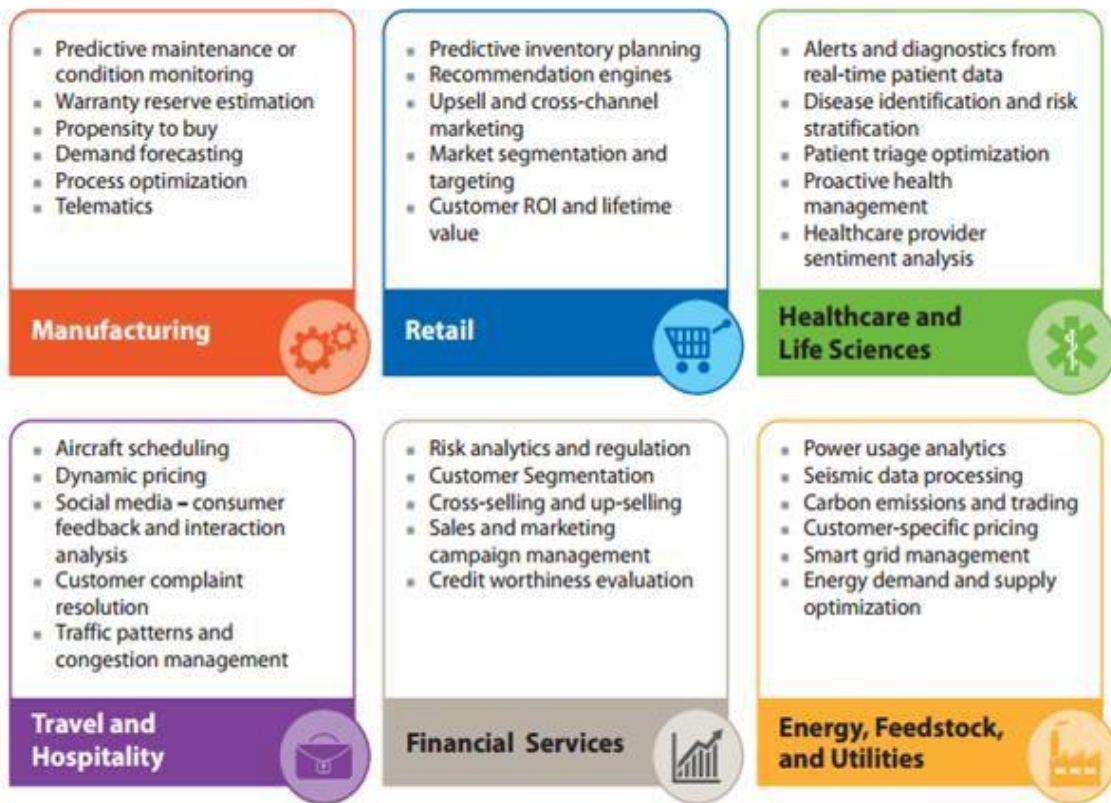 Predictive maintenance or
condition monitoring
Warranty reserve estimation
Propensity to buy
Demand forecasting
Process optimization
Telematics
Manufacturing
Predictive inventory planning
Recommendation engines
Upsell and cross-channel
marketing
Market segmentation and
targeting
Customer ROI and lifetime
value
Retail
Alerts and diagnostics from
real-time patient data
Disease identification and risk
stratification
Patient triage optimization
Proactive health
management
Healthcare provider
sentiment analysis
Healthcare and
Life Sciences
Aircraft scheduling
Dynamic pricing
Social media – consumer
feedback and interaction
analysis
Customer complaint
resolution
Traffic patterns and
congestion management
Travel and
Hospitality
Risk analytics and regulation
Customer Segmentation
Cross-selling and up-selling
Sales and marketing
campaign management
Credit worthiness evaluation
Financial Services
Power usage analytics
Seismic data processing
Carbon emissions and trading
Customer-specific pricing
Smart grid management
Energy demand and supply
optimization
Energy, Feedstock,
and Utilities